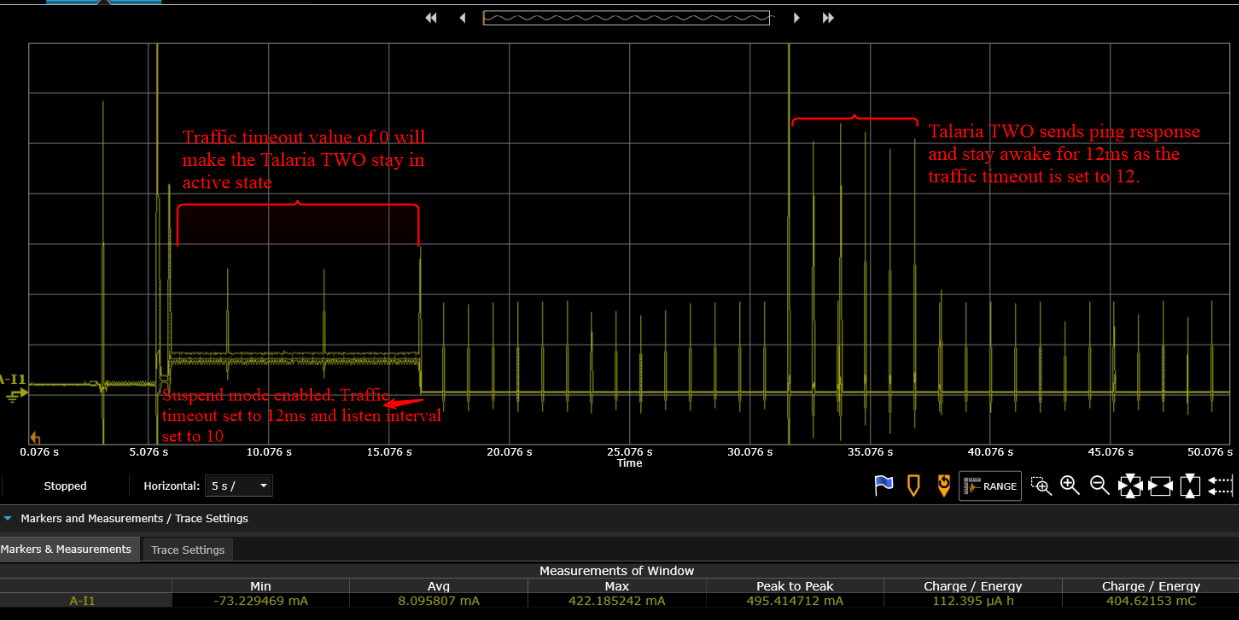 Traffic timeout value of 0 will
make the Talaria TWO stay in
active state
Talaria TWO sends ping response
and stay awake for 12ms as the
traffic timeout is set to 12.
A-I1
Suspend mode enabled. Traffic
timeout set to 12ms and listen interval
set to 10
0.076 s 5.076 s 10.076 s 15.076 s 20.076 s 25.076 s 30.076 s 35.076 s 40.076 s 45.076 s 50.076 s
Time
Stopped Horizontal: 5 s / RANGE
Markers and Measurements / Trace Settings
Markers & Measurements Trace Settings
Measurements of Window
Min Avg Max Peak to Peak Charge / Energy Charge / Energy
A-I1 -73.229469 mA 8.095807 mA 422.185242 mA 495.414712 mA 112.395 µA h 404.62153 mC